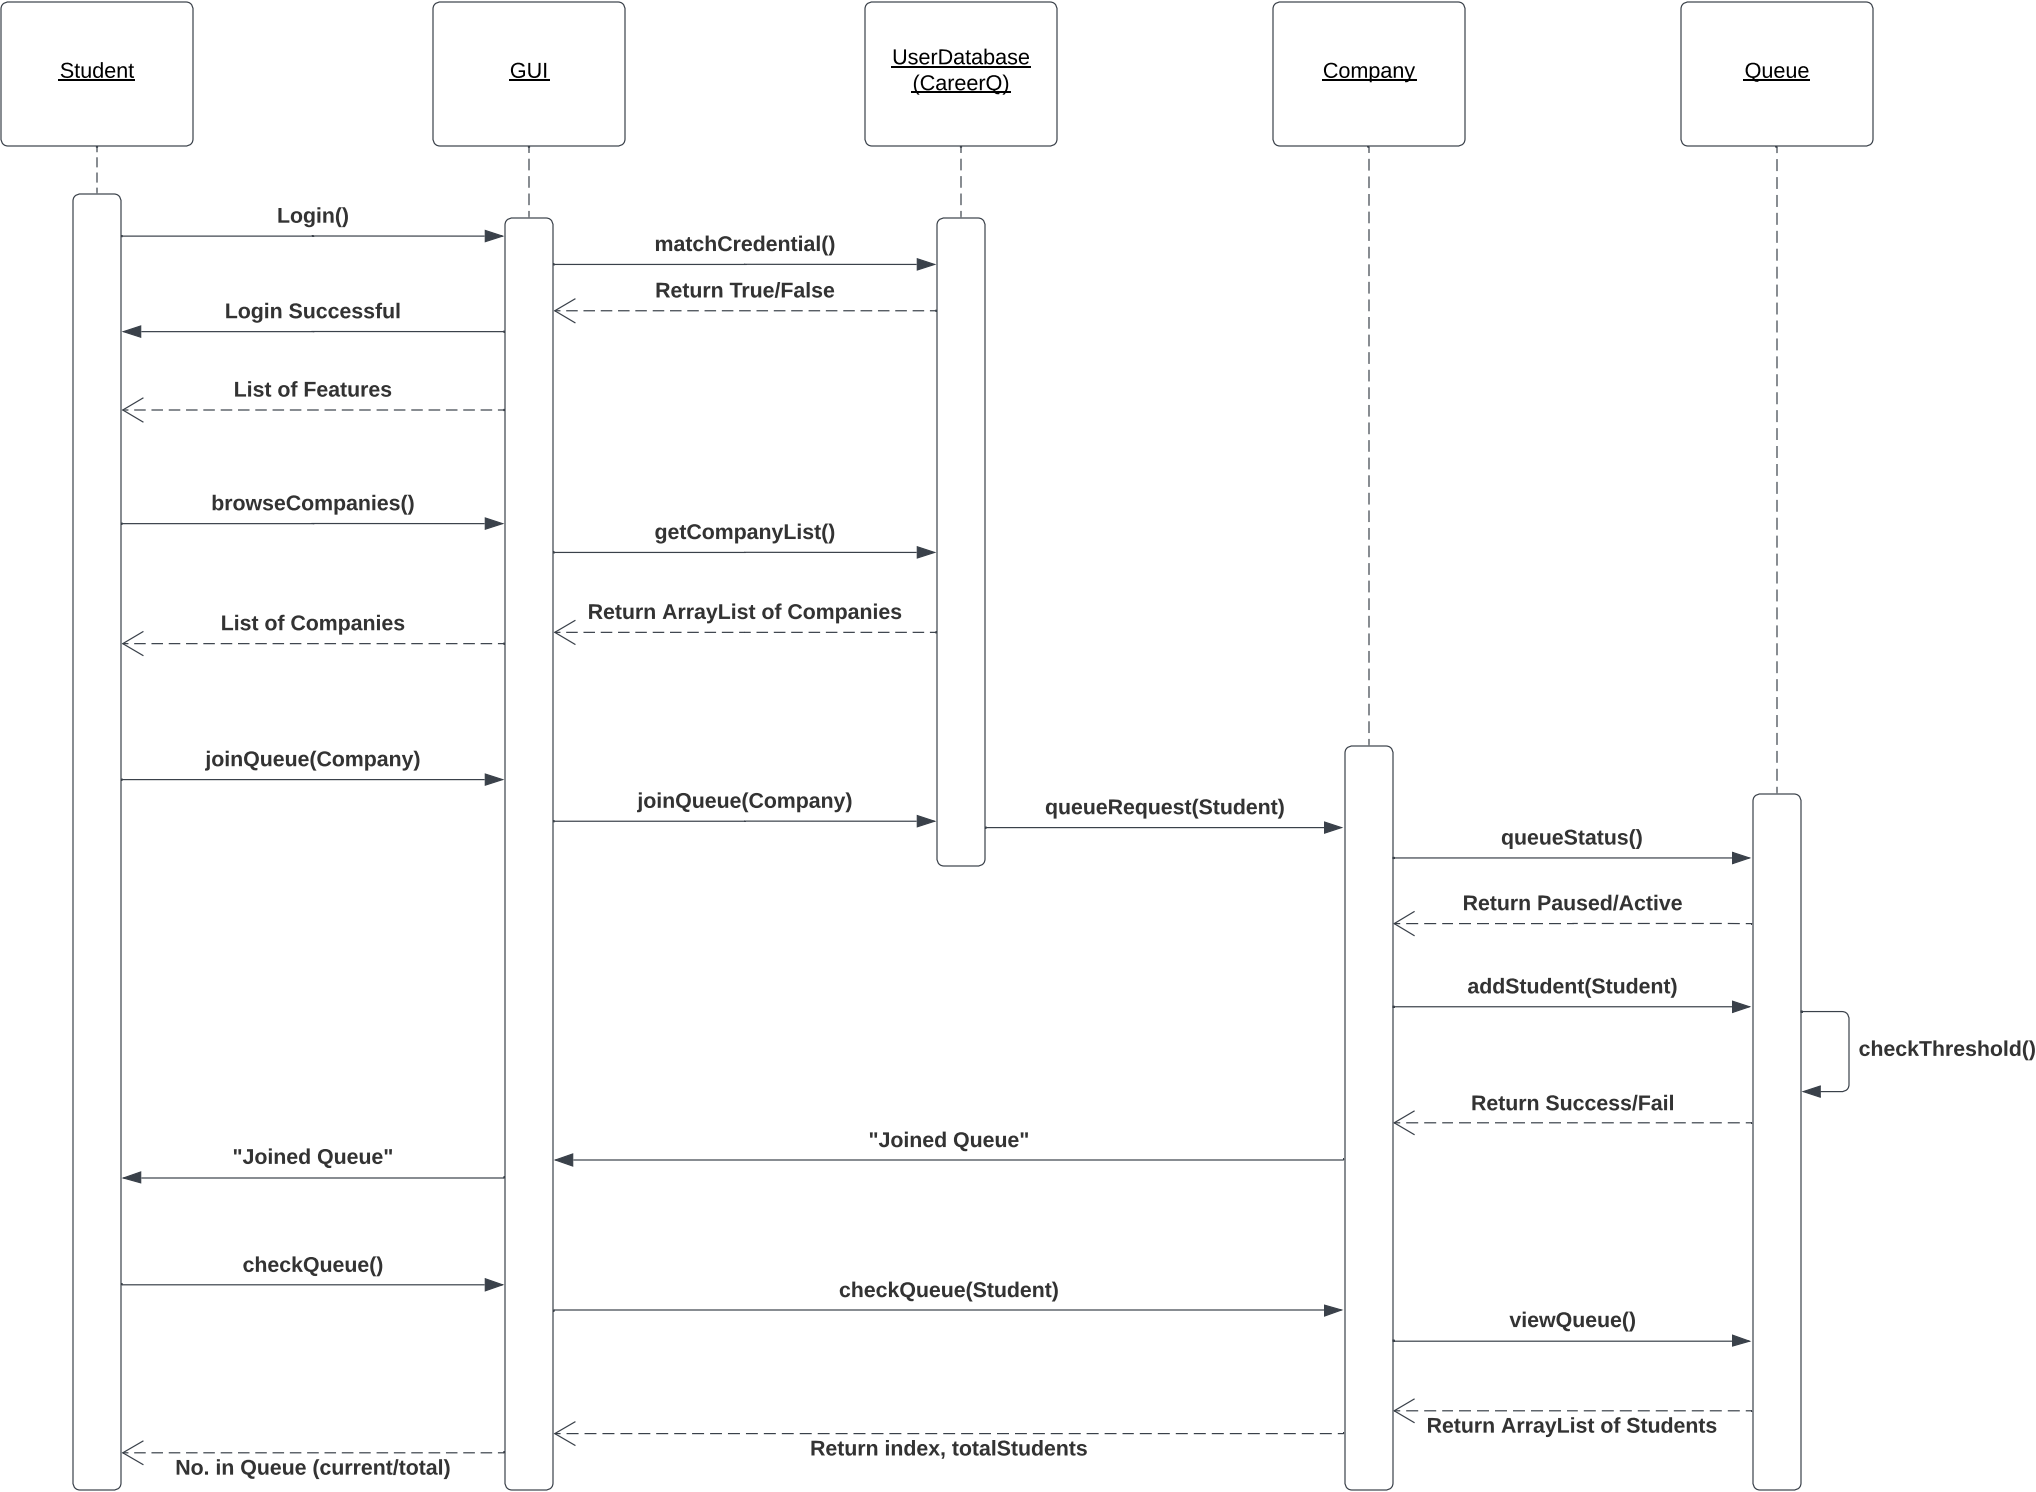 Student
GUI
UserDatabase
(CareerQ)
Company
Queue
Login()
matchCredential()
Return True/False
Login Successful
List of Features
browseCompanies()
getCompanyList()
Return ArrayList of Companies
List of Companies
joinQueue(Company)
joinQueue(Company)
queueRequest(Student)
queueStatus()
Return Paused/Active
addStudent(Student)
checkThreshold()
Return Success/Fail
"Joined Queue"
"Joined Queue"
checkQueue()
checkQueue(Student)
viewQueue()
Return ArrayList of Students
Return index, totalStudents
No. in Queue (current/total)